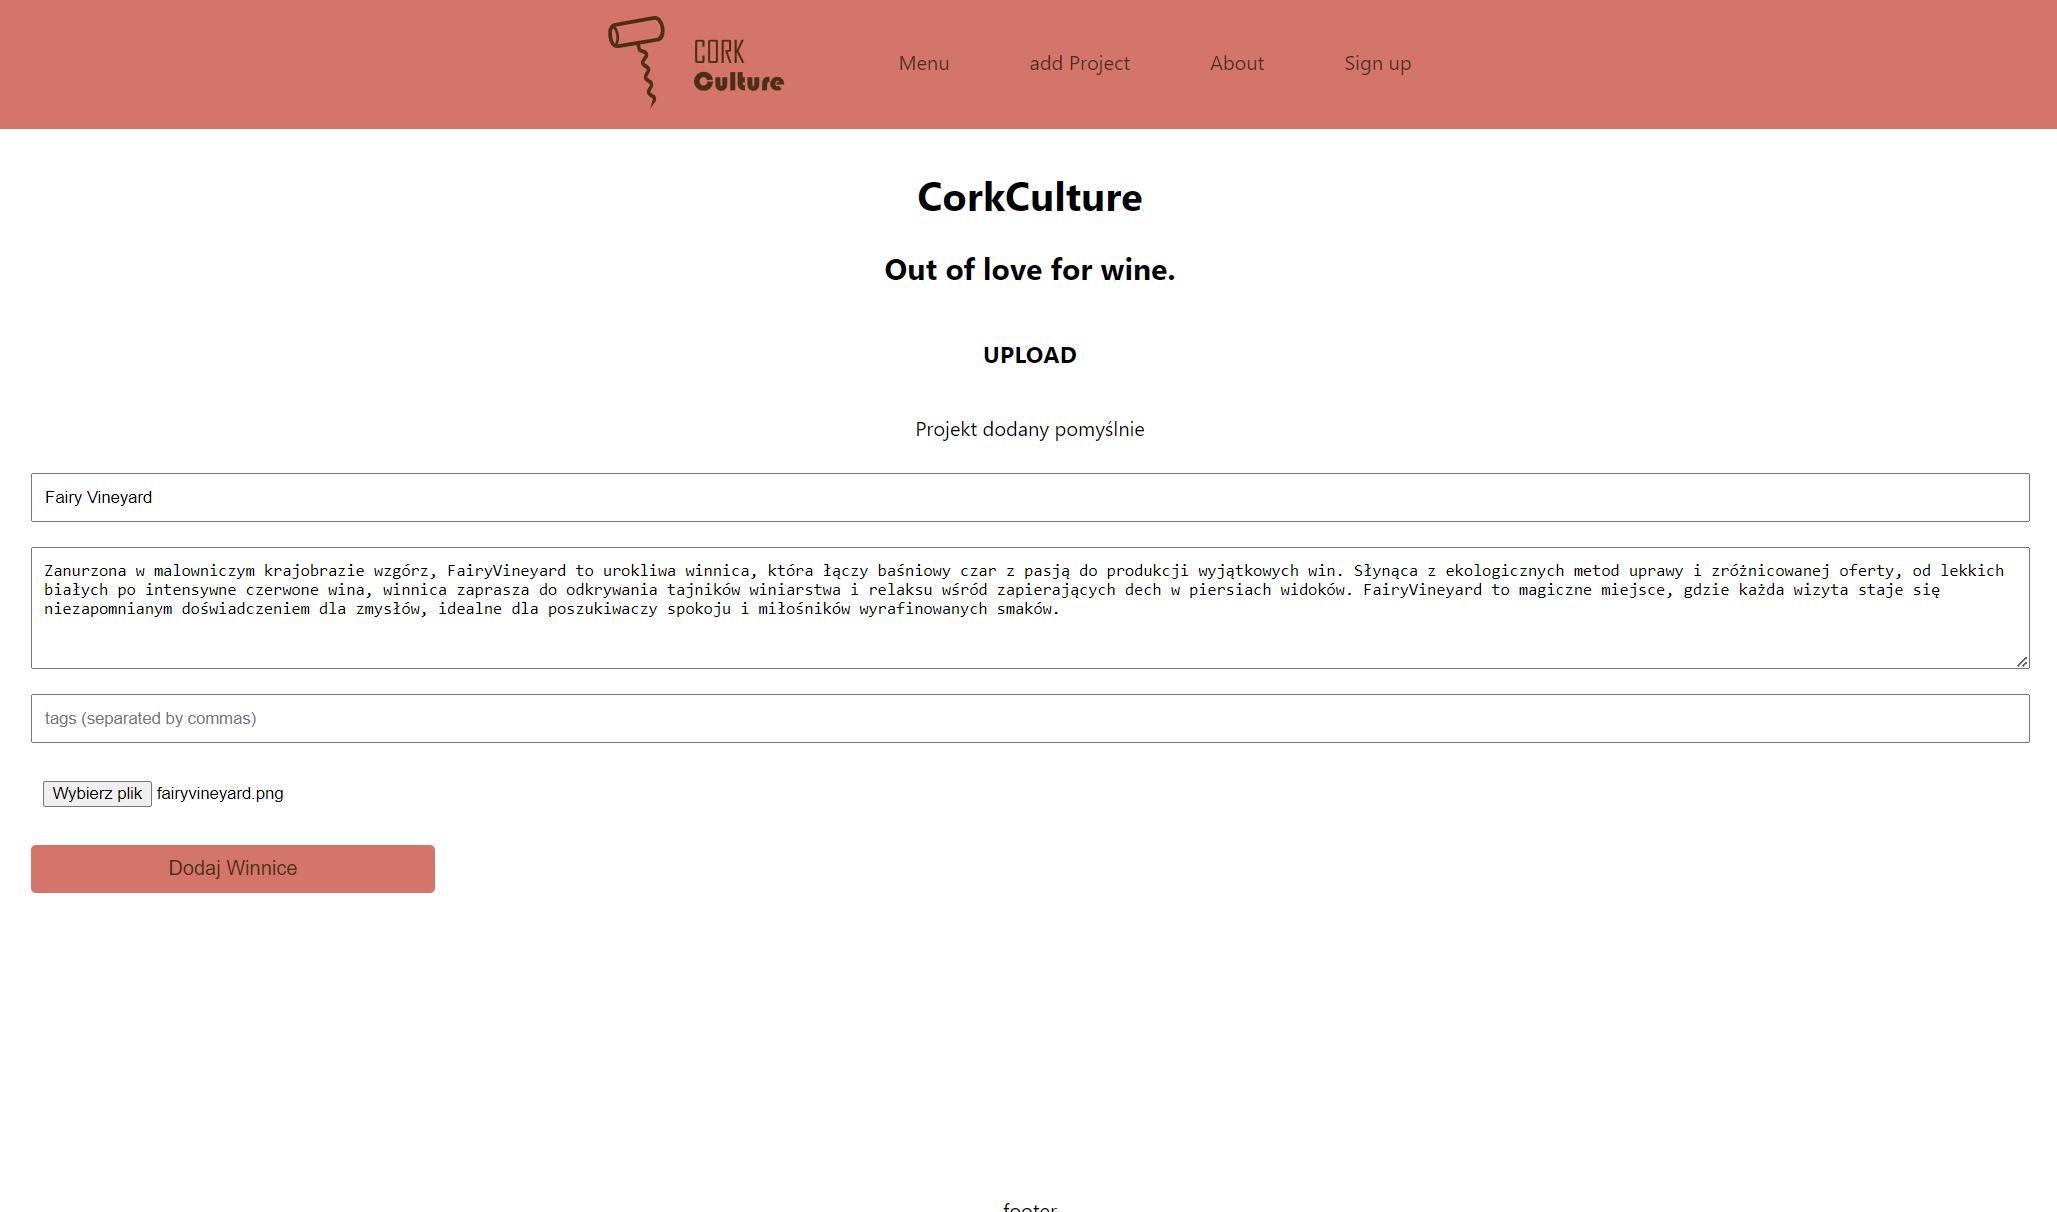 CORK
Culture
Menu
add Project
About
Sign up
CorkCulture
Out of love for wine.
UPLOAD
Projekt dodany pomyślnie
Fairy Vineyard
Zanurzona w malowniczym krajobrazie wzgórz, FairyVineyard to urokliwa winnica, która łączy baśniowy czar z pasją do produkcji wyjątkowych win. Słynąca z ekologicznych metod uprawy i zróżnicowanej oferty, od lekkich
białych po intensywne czerwone wina, winnica zaprasza do odkrywania tajników winiarstwa i relaksu wśród zapierających dech w piersiach widoków. FairyVineyard to magiczne miejsce, gdzie każda wizyta staje się
niezapomnianym doświadczeniem dla zmysłów, idealne dla poszukiwaczy spokoju i miłośników wyrafinowanych smaków.
tags (separated by commas)
Wybierz plik fairyvineyard.png
Dodaj Winnice
footer